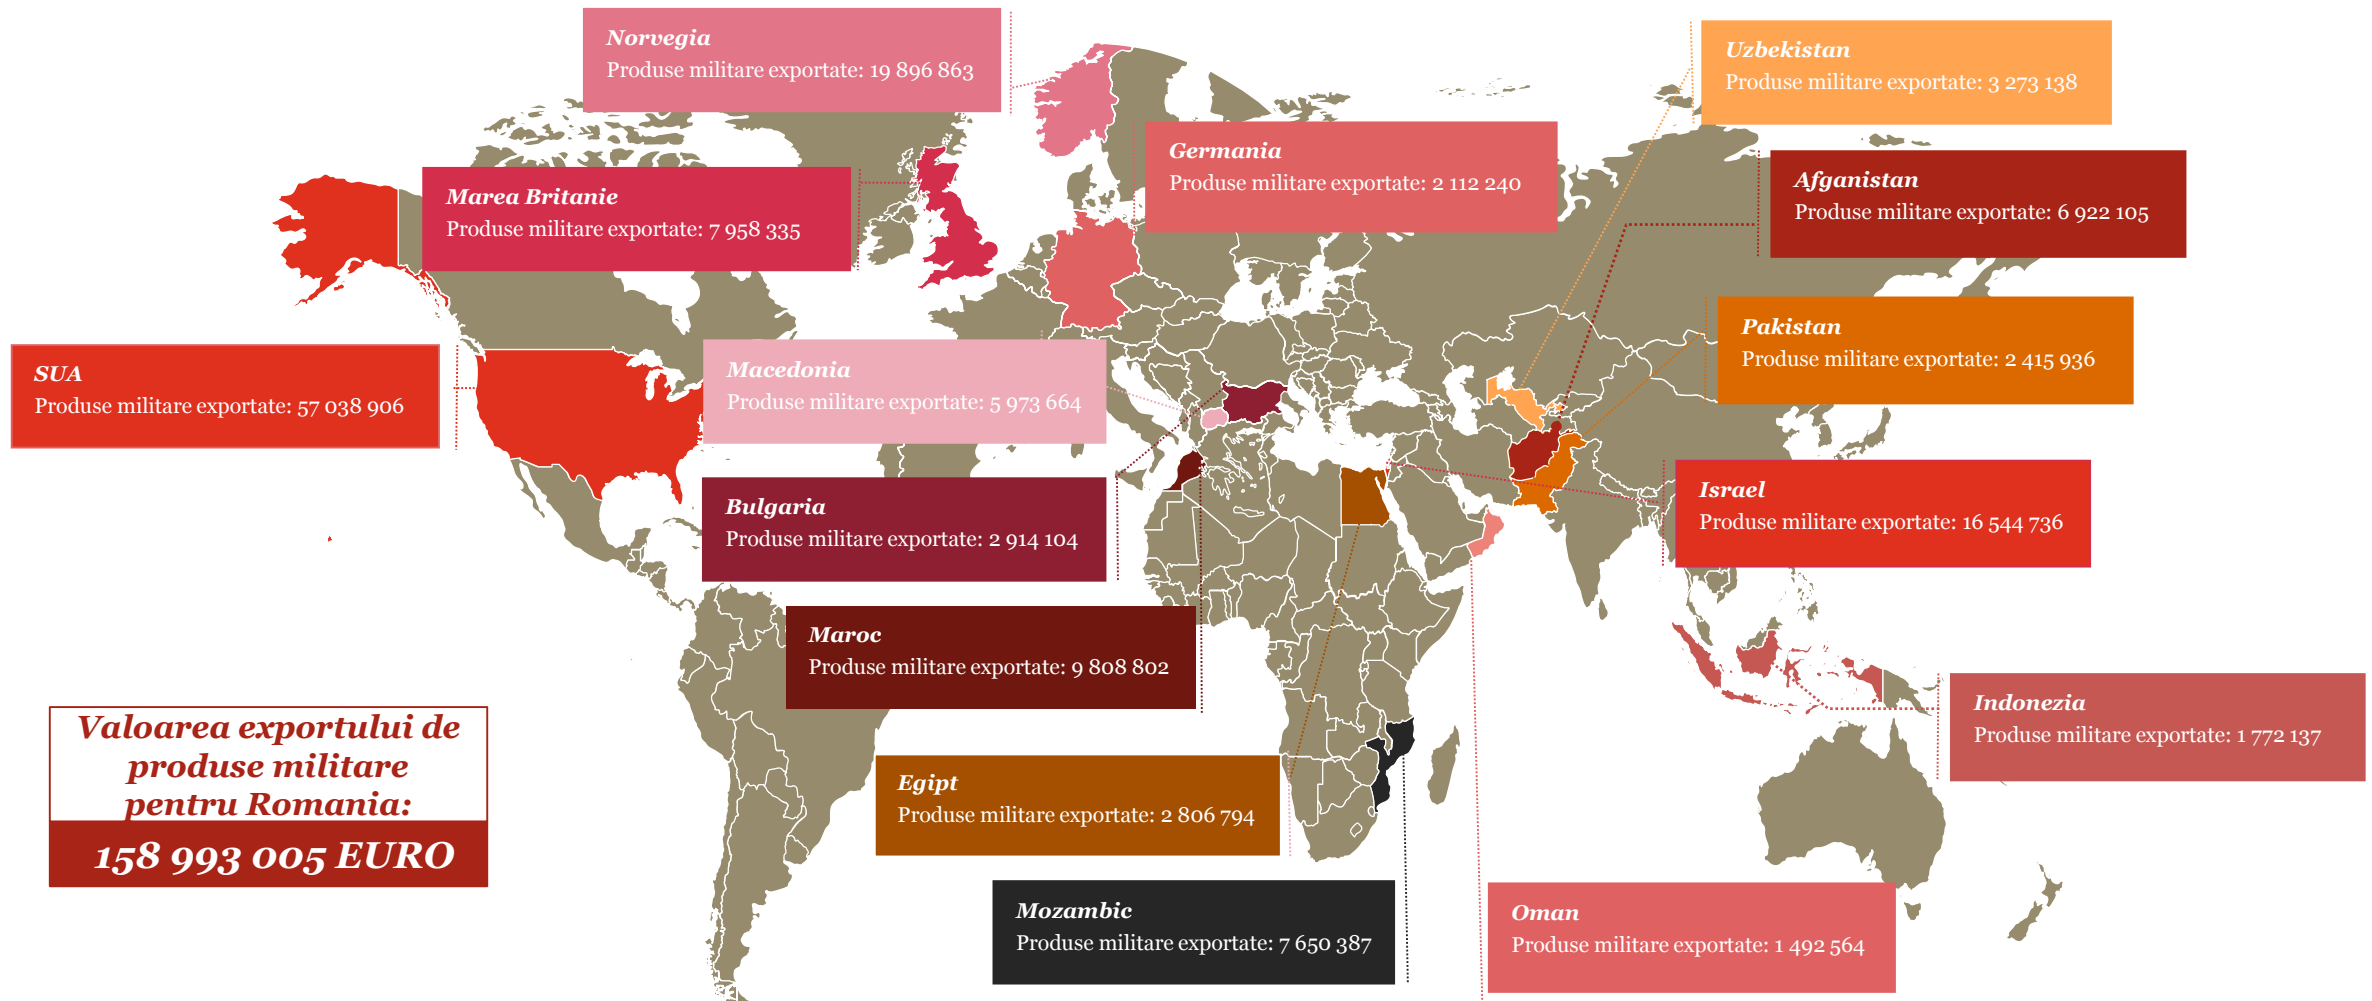 Norvegia
Produse militare exportate: 19 896 863
Uzbekistan
Produse militare exportate: 3 273 138
Germania
Produse militare exportate: 2 112 240
Afganistan
Produse militare exportate: 6 922 105
Marea Britanie
Produse militare exportate: 7 958 335
Pakistan
Produse militare exportate: 2 415 936
SUA
Produse militare exportate: 57 038 906
Macedonia
Produse militare exportate: 5 973 664
Israel
Produse militare exportate: 16 544 736
Bulgaria
Produse militare exportate: 2 914 104
Maroc
Produse militare exportate: 9 808 802
Indonezia
Produse militare exportate: 1 772 137
Valoarea exportului de
produse militare
pentru Romania:
158 993 005 EURO
Egipt
Produse militare exportate: 2 806 794
Mozambic
Produse militare exportate: 7 650 387
Oman
Produse militare exportate: 1 492 564